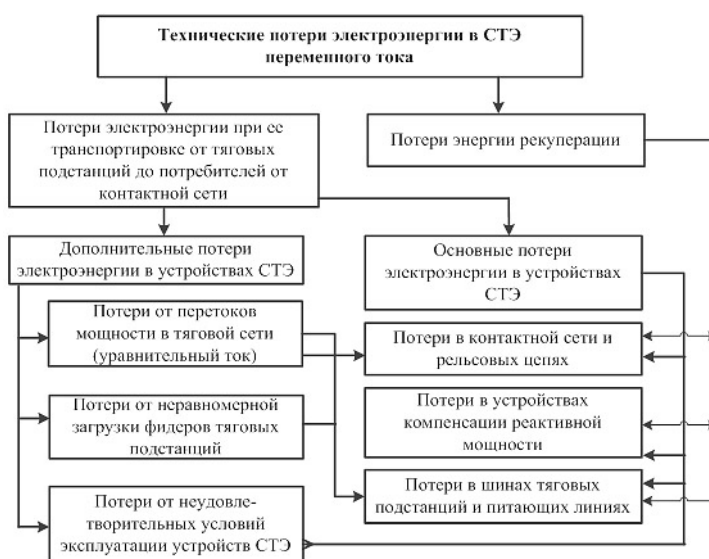 Технические потери электроэнергии в СТЭ
переменного тока
Потери электроэнергии при ее
транспортировке от тяговых
подстанций до потребителей от
контактной сети
Потери энергии рекуперации
Дополнительные потери
электроэнергии в устройствах СТЭ
Основные потери
электроэнергии в устройствах
СТЭ
Потери от перетоков
мощности в тяговой сети
(уравнительный ток)
Потери в контактной сети и
рельсовых цепях
Потери от неравномерной
загрузки фидеров тяговых
подстанций
Потери в устройствах
компенсации реактивной
мощности
Потери от неудовле-
творительных условий
эксплуатации устройств СТЭ
Потери в шинах тяговых
подстанций и питающих линиях